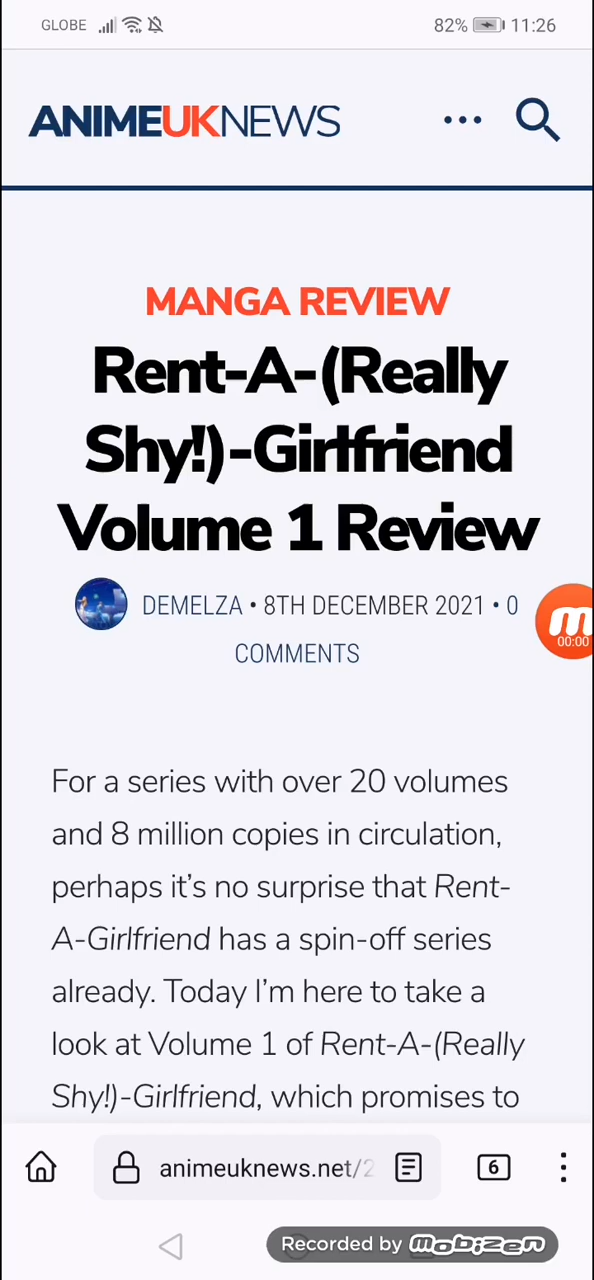 GLOBE 82% 11:26
ANIMEUKNEWS
MANGA REVIEW
Rent-A-(Really
Shy!)-Girlfriend
Volume 1 Review
DEMELZA • 8TH DECEMBER 2021 • 0
COMMENTS
m
00:00
For a series with over 20 volumes
and 8 million copies in circulation,
perhaps it’s no surprise that Rent-
A-Girlfriend has a spin-off series
already. Today I’m here to take a
look at Volume 1 of Rent-A-(Really
Shy!)-Girlfriend, which promises to
animeuknews.net/2
6
Recorded by mobizen